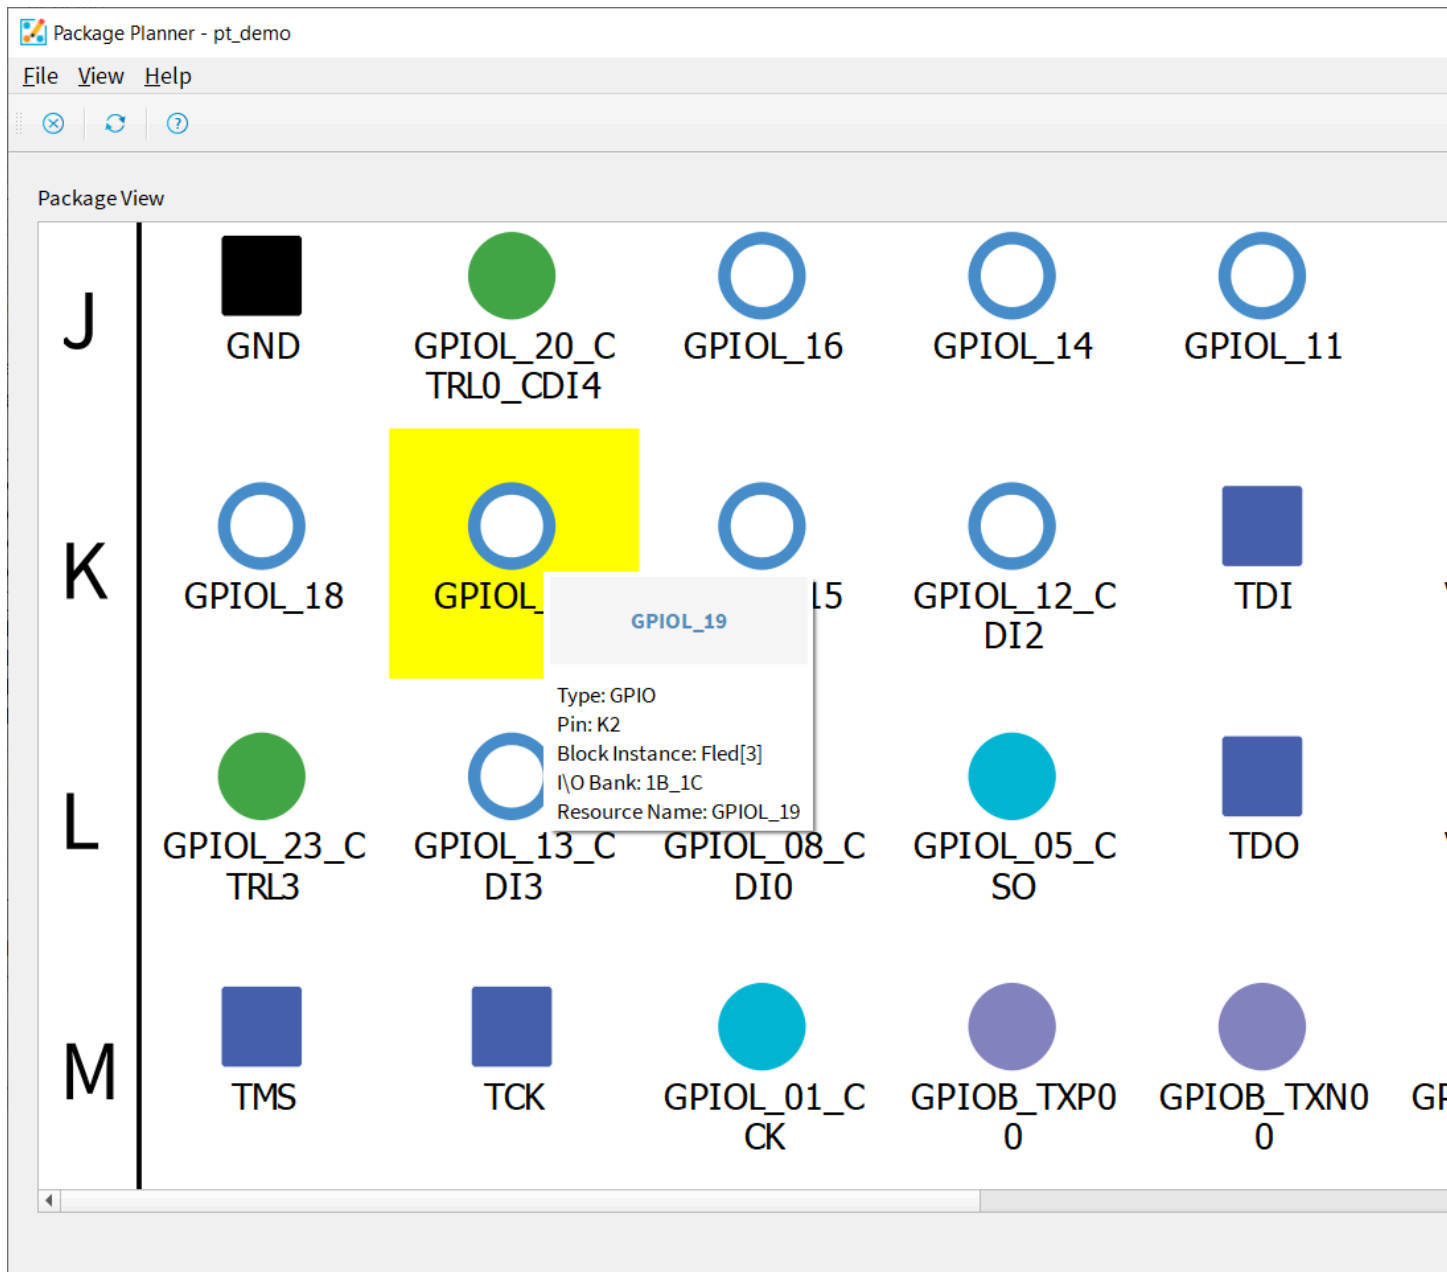 Package Planner - pt_demo
File View Help
Package View
J
GND
GPIOL_20_C
TRL0_CDI4
GPIOL_16
GPIOL_14
GPIOL_11
K
GPIOL_18
GPIOL_
15
GPIOL_12_C
DI2
TDI
GPIOL_19
Type: GPIO
Pin: K2
Block Instance: Fled[3]
I\O Bank: 1B_1C
Resource Name: GPIOL_19
L
GPIOL_23_C
TRL3
GPIOL_13_C
DI3
GPIOL_08_C
DI0
GPIOL_05_C
SO
TDO
M
TMS
TCK
GPIOL_01_C
CK
GPIOB_TXP0
0
GPIOB_TXN0
0